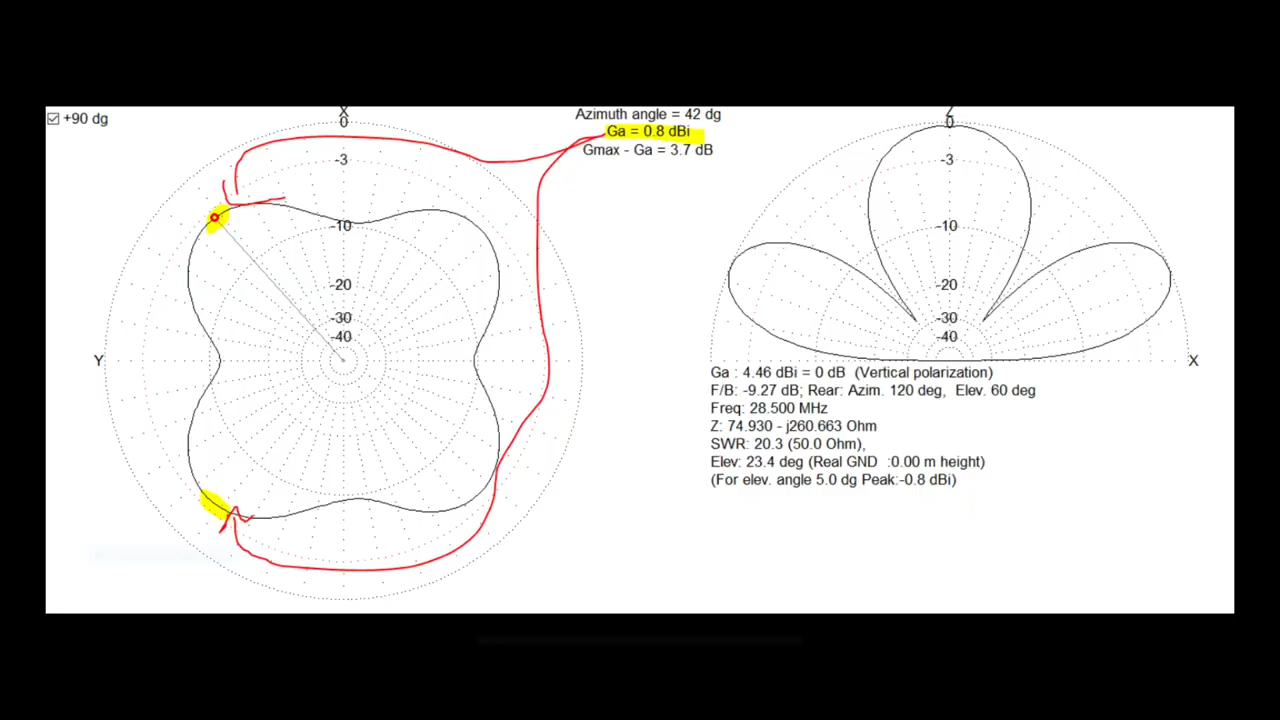 +90 dg
X
0
-3
-10
-20
-30
-40
Y
Azimuth angle = 42 dg
Ga = 0.8 dBi
Gmax - Ga = 3.7 dB
Z
0
-3
-10
-20
-30
-40
X
Ga : 4.46 dBi = 0 dB (Vertical polarization)
F/B: -9.27 dB; Rear: Azim. 120 deg, Elev. 60 deg
Freq: 28.500 MHz
Z: 74.930 - j260.663 Ohm
SWR: 20.3 (50.0 Ohm),
Elev: 23.4 deg (Real GND :0.00 m height)
(For elev. angle 5.0 dg Peak:-0.8 dBi)